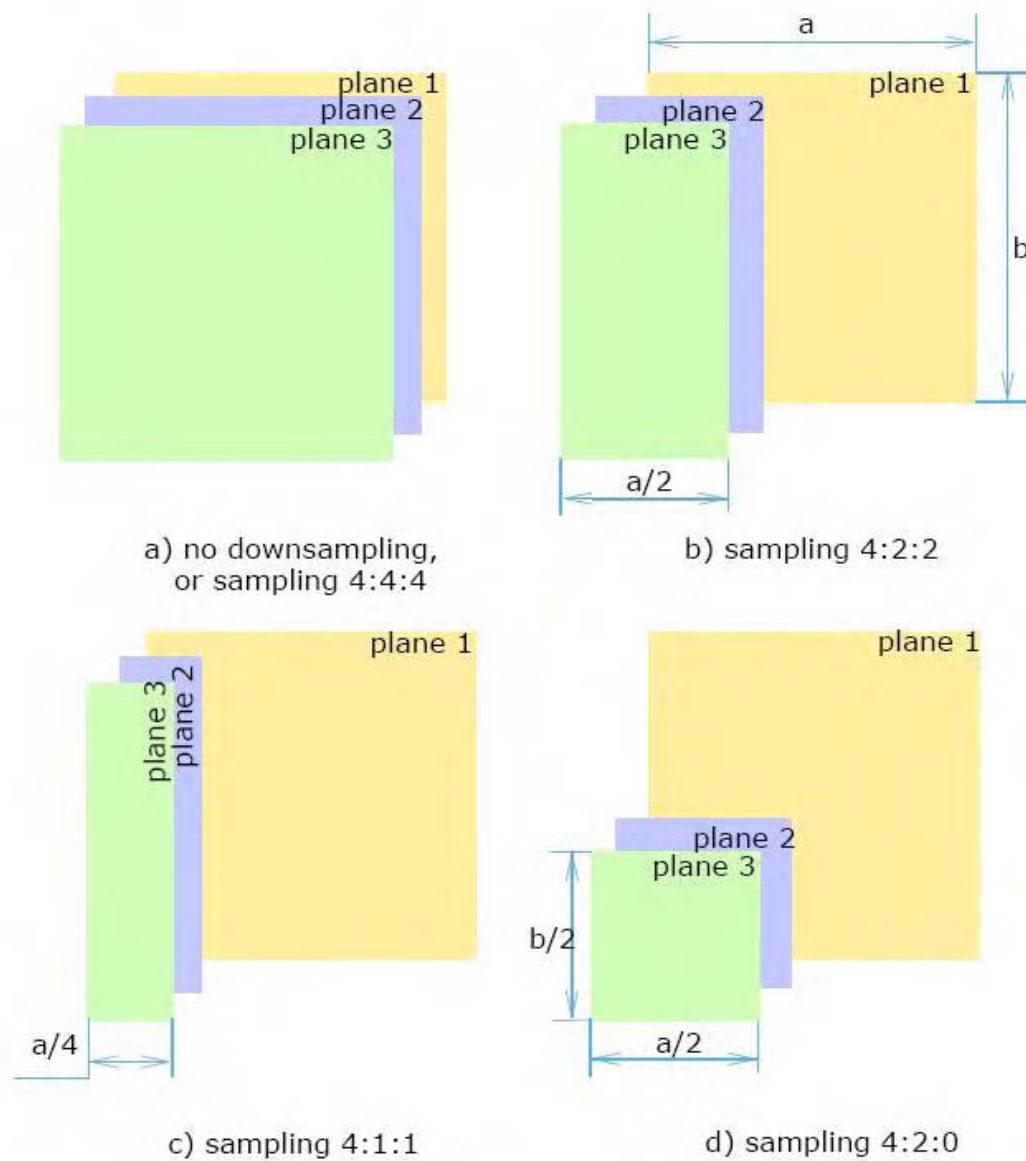 plane 1
plane 2
plane 3
a) no downsampling,
or sampling 4:4:4
a
plane 1
plane 2
plane 3
b
a/2
b) sampling 4:2:2
plane 1
plane 2
plane 3
a/4
c) sampling 4:1:1
plane 1
plane 2
plane 3
b/2
a/2
d) sampling 4:2:0